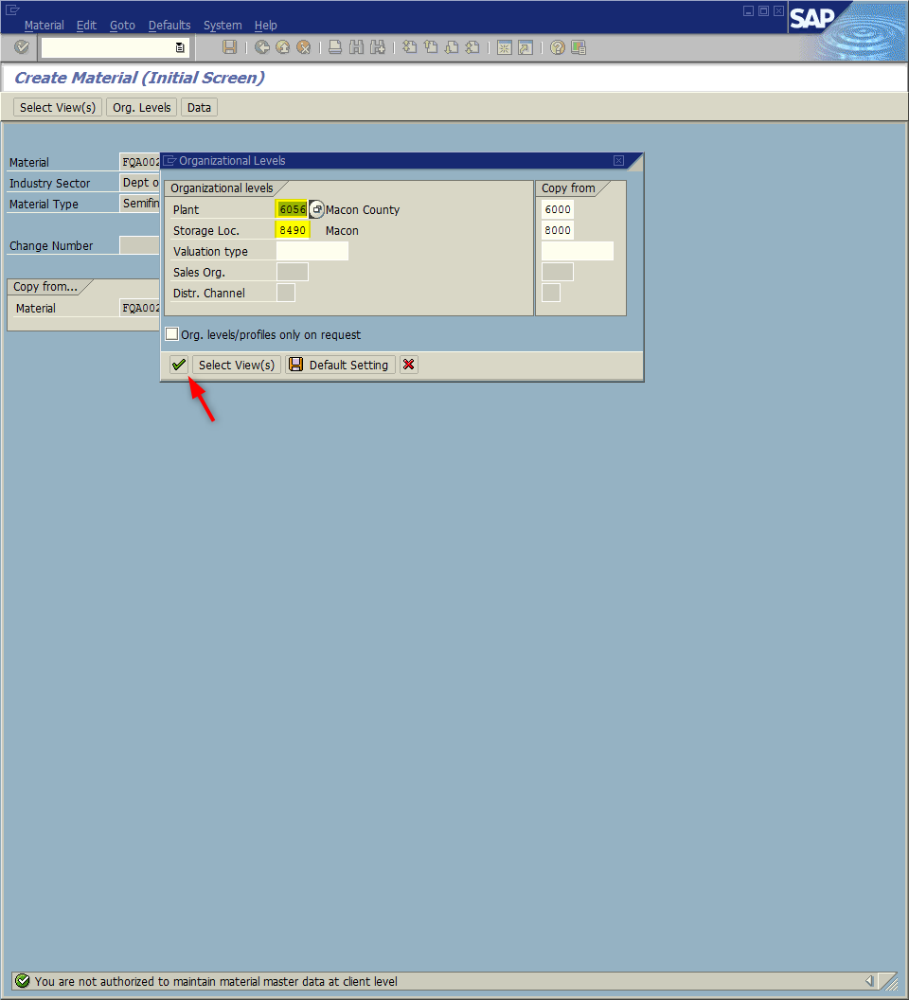 Material Edit Goto Defaults System Help
SAP
Create Material (Initial Screen)
Select View(s) Org. Levels Data
Material FQA002
Industry Sector Dept o
Material Type Semifin
Change Number
Copy from...
Material FQA002
Organizational Levels
Organizational levels Copy from
Plant 6056 Macon County 6000
Storage Loc. 8490 Macon 8000
Valuation type
Sales Org.
Distr. Channel
Org. levels/profiles only on request
Select View(s) Default Setting
You are not authorized to maintain material master data at client level